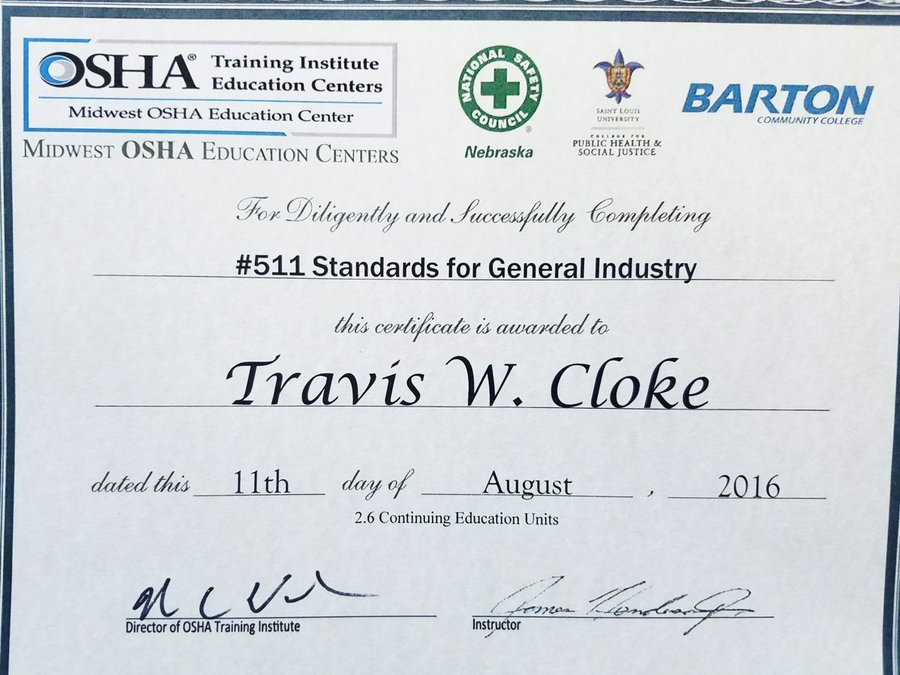 OSHA® Training Institute
Education Centers
Midwest OSHA Education Center
MIDWEST OSHA EDUCATION CENTERS
NATIONAL SAFETY COUNCIL®
Nebraska
SAINT LOUIS
UNIVERSITY
COLLEGE FOR
PUBLIC HEALTH &
SOCIAL JUSTICE
BARTON
COMMUNITY COLLEGE
For Diligently and Successfully Completing
#511 Standards for General Industry
this certificate is awarded to
Travis W. Cloke
dated this 11th day of August , 2016
2.6 Continuing Education Units
Director of OSHA Training Institute
Instructor